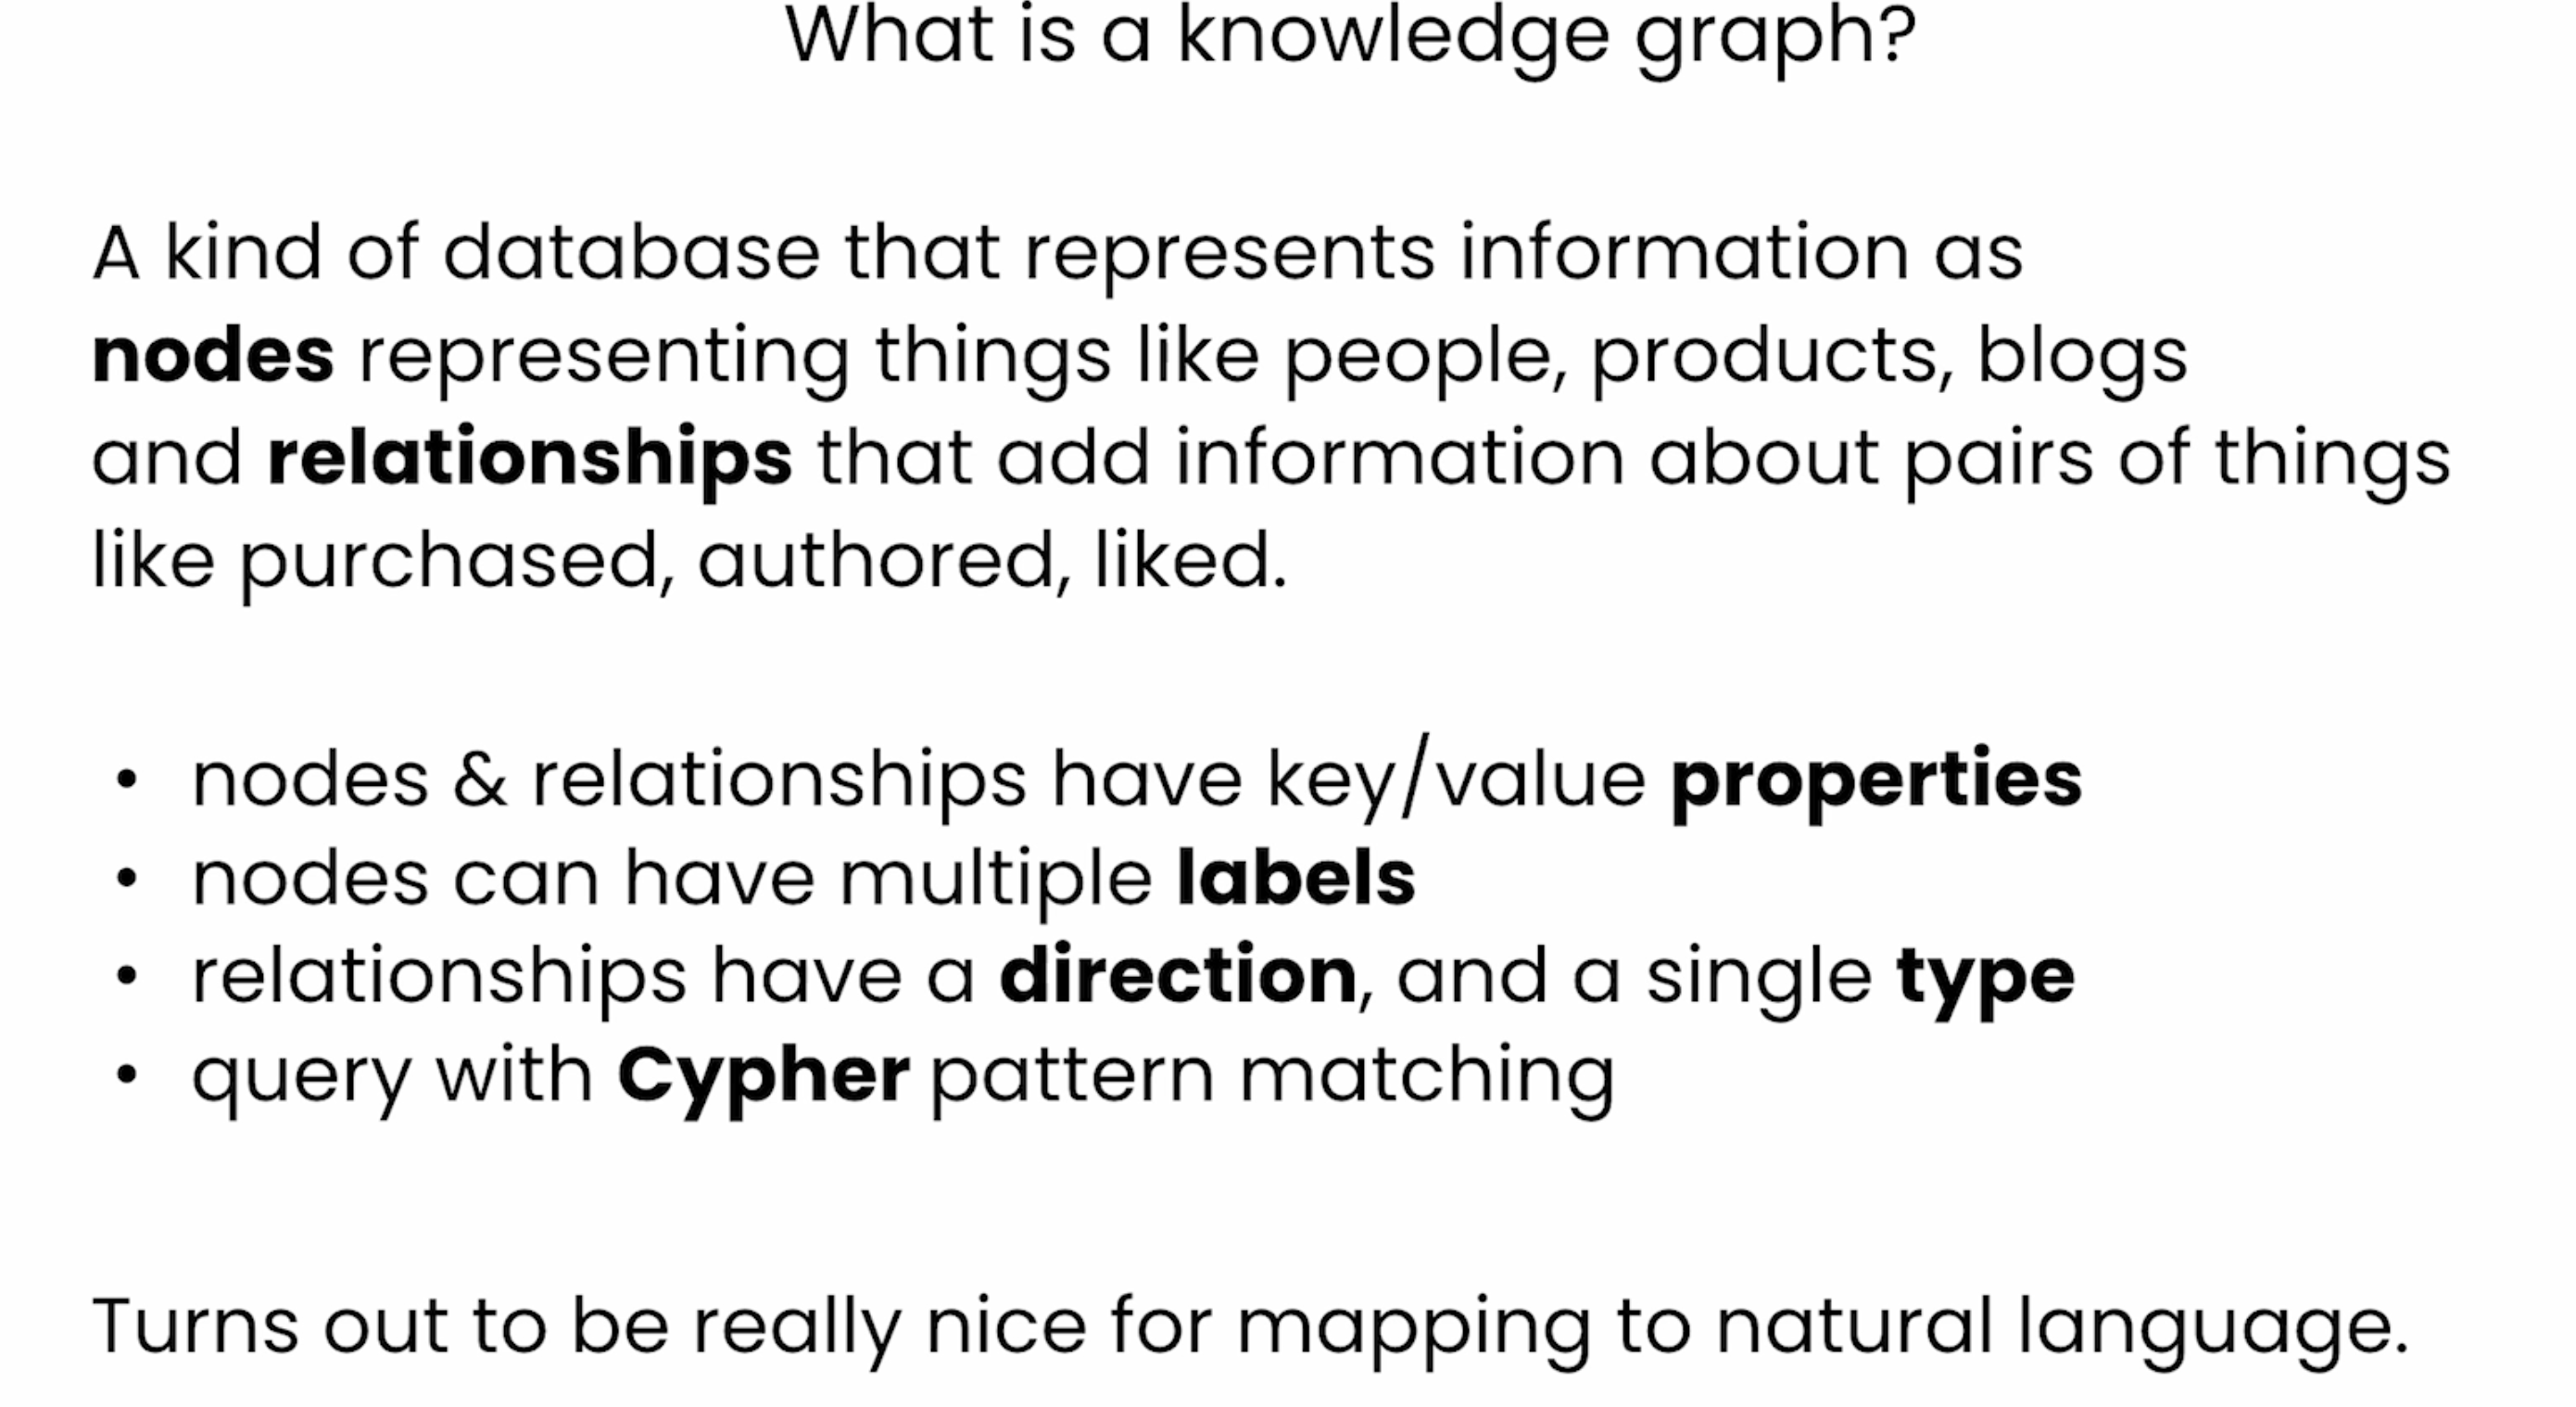 What is a knowledge graph?
A kind of database that represents information as
nodes representing things like people, products, blogs
and relationships that add information about pairs of things
like purchased, authored, liked.
• nodes & relationships have key/value properties
• nodes can have multiple labels
• relationships have a direction, and a single type
• query with Cypher pattern matching
Turns out to be really nice for mapping to natural language.